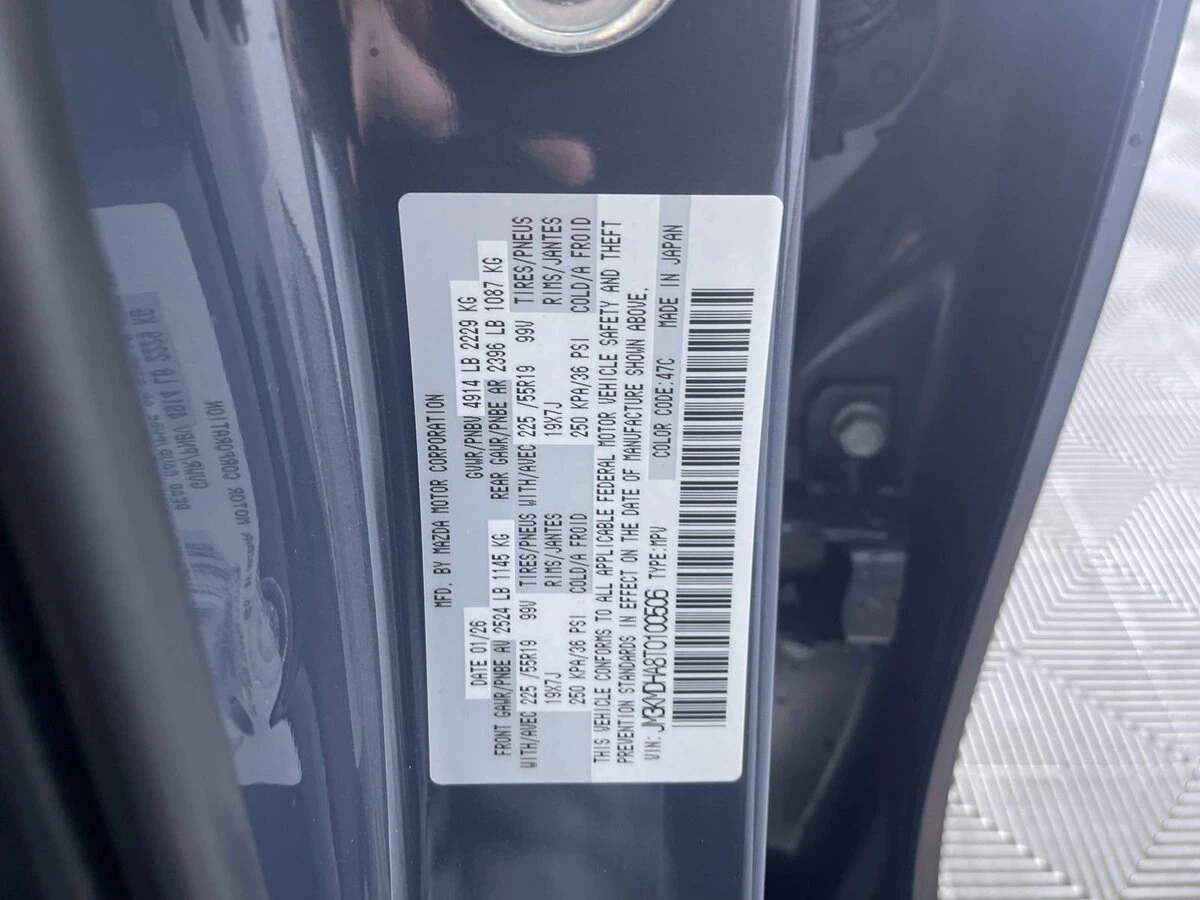 MFD. BY MAZDA MOTOR CORPORATION
DATE 01/26 GVWR/PNBV 4914 LB 2229 KG
FRONT GAWR/PNBE AV 2524 LB 1145 KG REAR GAWR/PNBE AR 2396 LB 1087 KG
WITH/AVEC 225 /55R19 99V TIRES/PNEUS WITH/AVEC 225 /55R19 99V TIRES/PNEUS
19X7J RIMS/JANTES 19X7J RIMS/JANTES
250 KPA/36 PSI COLD/A FROID 250 KPA/36 PSI COLD/A FROID
THIS VEHICLE CONFORMS TO ALL APPLICABLE FEDERAL MOTOR VEHICLE SAFETY AND THEFT
PREVENTION STANDARDS IN EFFECT ON THE DATE OF MANUFACTURE SHOWN ABOVE.
VIN: JM3KMDHA8T0100506 TYPE:MPV COLOR CODE:47C MADE IN JAPAN